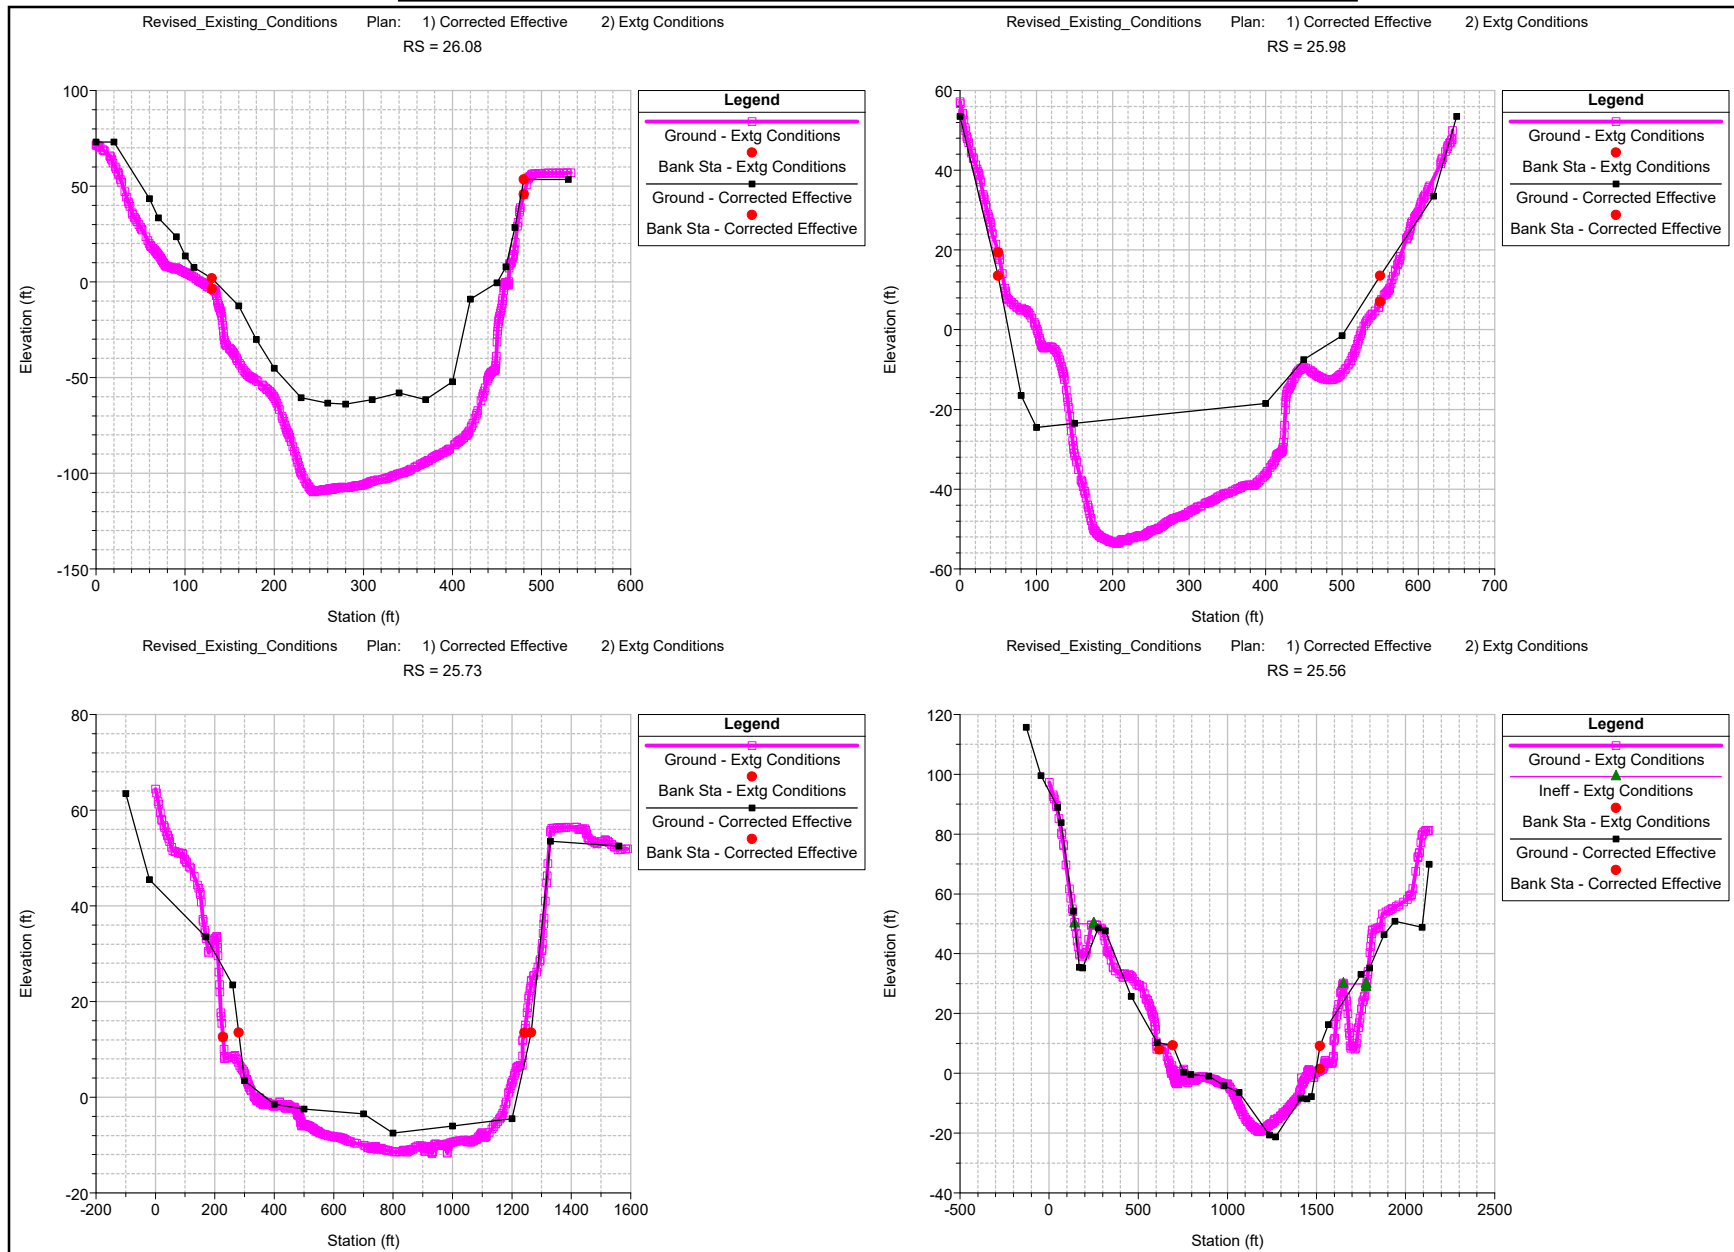 Revised_Existing_Conditions Plan: 1) Corrected Effective 2) Extg Conditions
RS = 26.08
Elevation (ft)
100
50
0
-50
-100
-150
0 100 200 300 400 500 600
Station (ft)
Legend
Ground - Extg Conditions
Bank Sta - Extg Conditions
Ground - Corrected Effective
Bank Sta - Corrected Effective
Revised_Existing_Conditions Plan: 1) Corrected Effective 2) Extg Conditions
RS = 25.98
Elevation (ft)
60
40
20
0
-20
-40
-60
0 100 200 300 400 500 600 700
Station (ft)
Legend
Ground - Extg Conditions
Bank Sta - Extg Conditions
Ground - Corrected Effective
Bank Sta - Corrected Effective
Revised_Existing_Conditions Plan: 1) Corrected Effective 2) Extg Conditions
RS = 25.73
Elevation (ft)
80
60
40
20
0
-20
-200 0 200 400 600 800 1000 1200 1400 1600
Station (ft)
Legend
Ground - Extg Conditions
Bank Sta - Extg Conditions
Ground - Corrected Effective
Bank Sta - Corrected Effective
Revised_Existing_Conditions Plan: 1) Corrected Effective 2) Extg Conditions
RS = 25.56
Elevation (ft)
120
100
80
60
40
20
0
-20
-40
-500 0 500 1000 1500 2000 2500
Station (ft)
Legend
Ground - Extg Conditions
Ineff - Extg Conditions
Bank Sta - Extg Conditions
Ground - Corrected Effective
Bank Sta - Corrected Effective